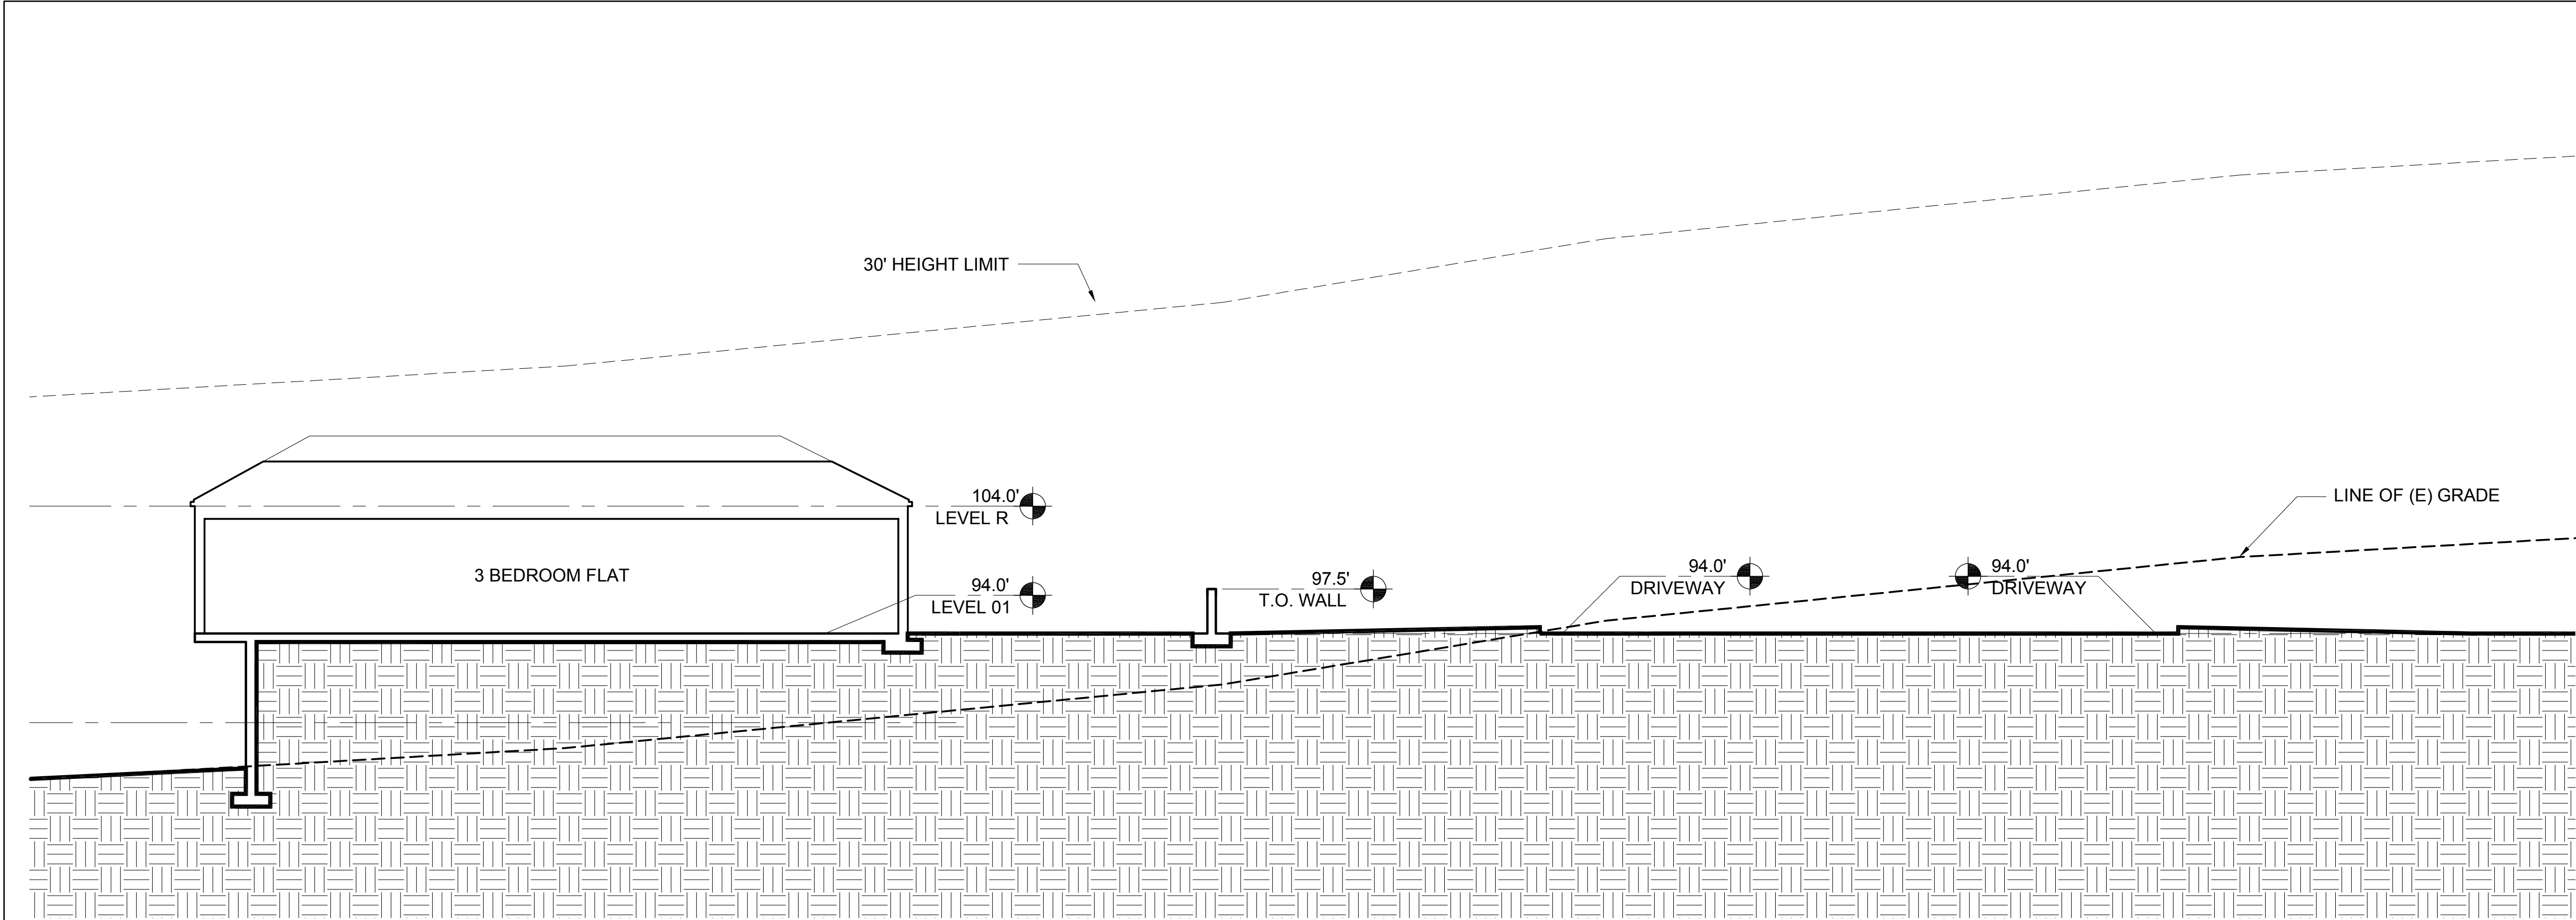 30' HEIGHT LIMIT
104.0'
LEVEL R
LINE OF (E) GRADE
3 BEDROOM FLAT
94.0'
LEVEL 01
97.5'
T.O. WALL
94.0'
DRIVEWAY
94.0'
DRIVEWAY